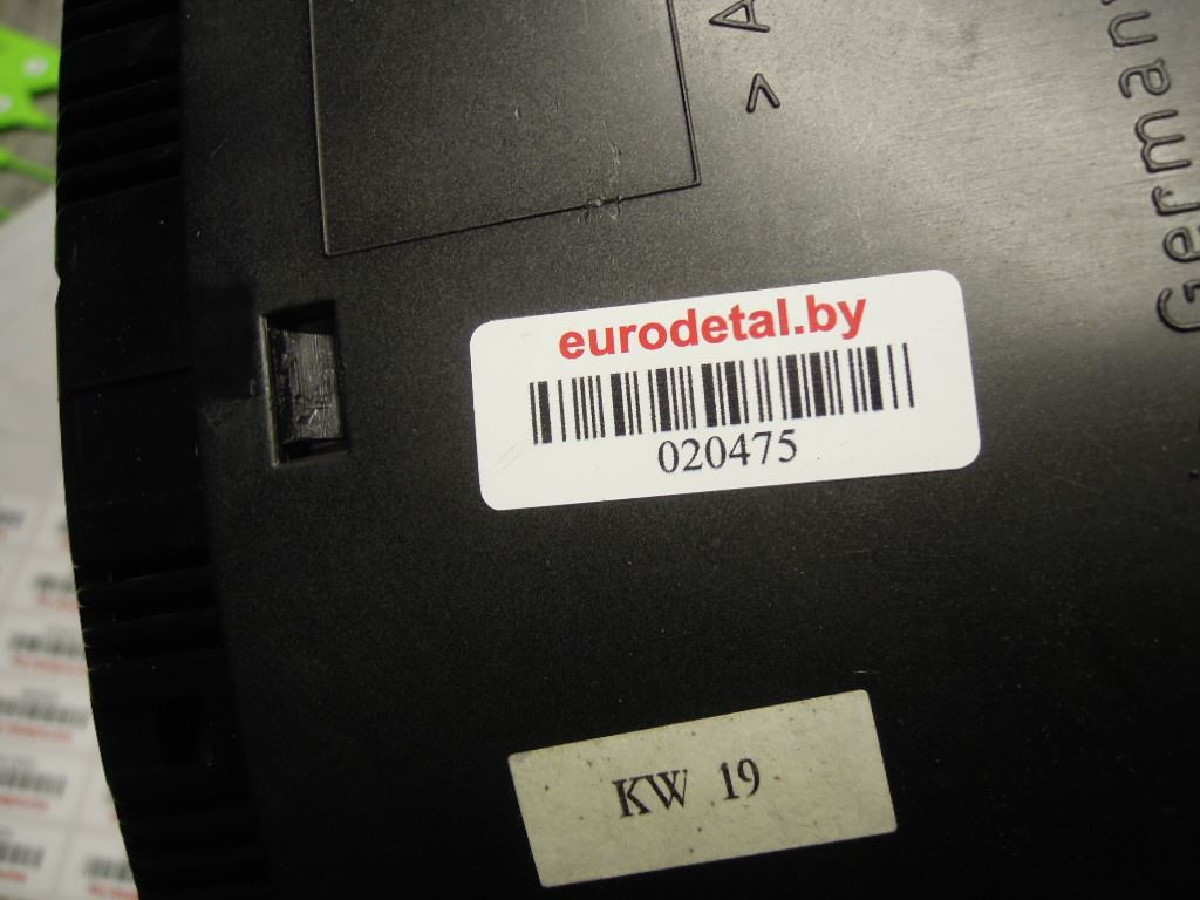 > A
German
eurodetal.by
020475
KW 19